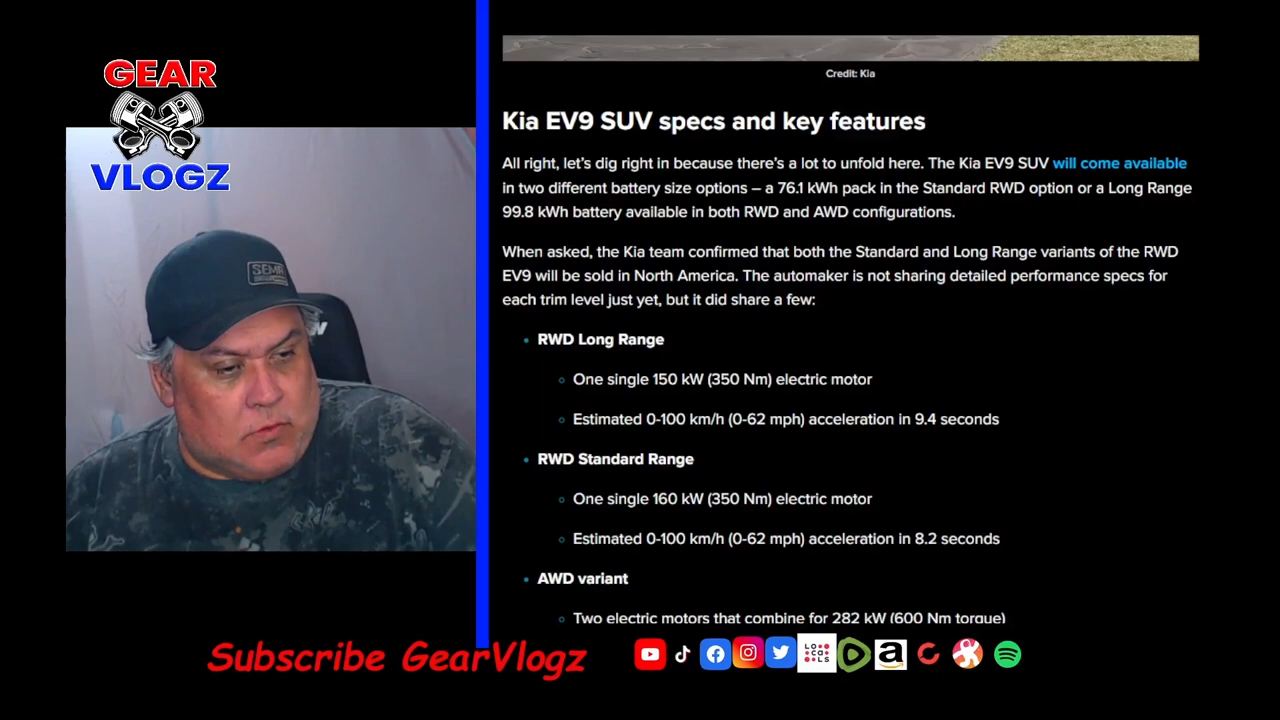 GEAR
VLOGZ
SEMA
Credit: Kia
Kia EV9 SUV specs and key features
All right, let's dig right in because there's a lot to unfold here. The Kia EV9 SUV will come available
in two different battery size options – a 76.1 kWh pack in the Standard RWD option or a Long Range
99.8 kWh battery available in both RWD and AWD configurations.
When asked, the Kia team confirmed that both the Standard and Long Range variants of the RWD
EV9 will be sold in North America. The automaker is not sharing detailed performance specs for
each trim level just yet, but it did share a few:
RWD Long Range
One single 150 kW (350 Nm) electric motor
Estimated 0-100 km/h (0-62 mph) acceleration in 9.4 seconds
RWD Standard Range
One single 160 kW (350 Nm) electric motor
Estimated 0-100 km/h (0-62 mph) acceleration in 8.2 seconds
AWD variant
Two electric motors that combine for 282 kW (600 Nm torque)
Subscribe GearVlogz
LOCALS